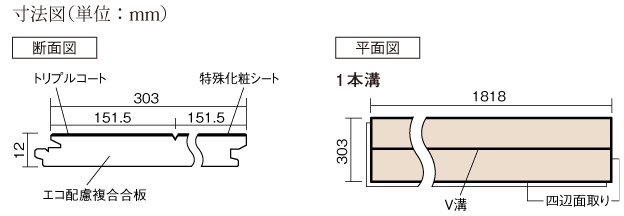 寸法図(単位：mm)
断面図
トリプルコート
特殊化粧シート
303
151.5
151.5
12
エコ配慮複合合板
平面図
1本溝
1818
303
V溝
四辺面取り